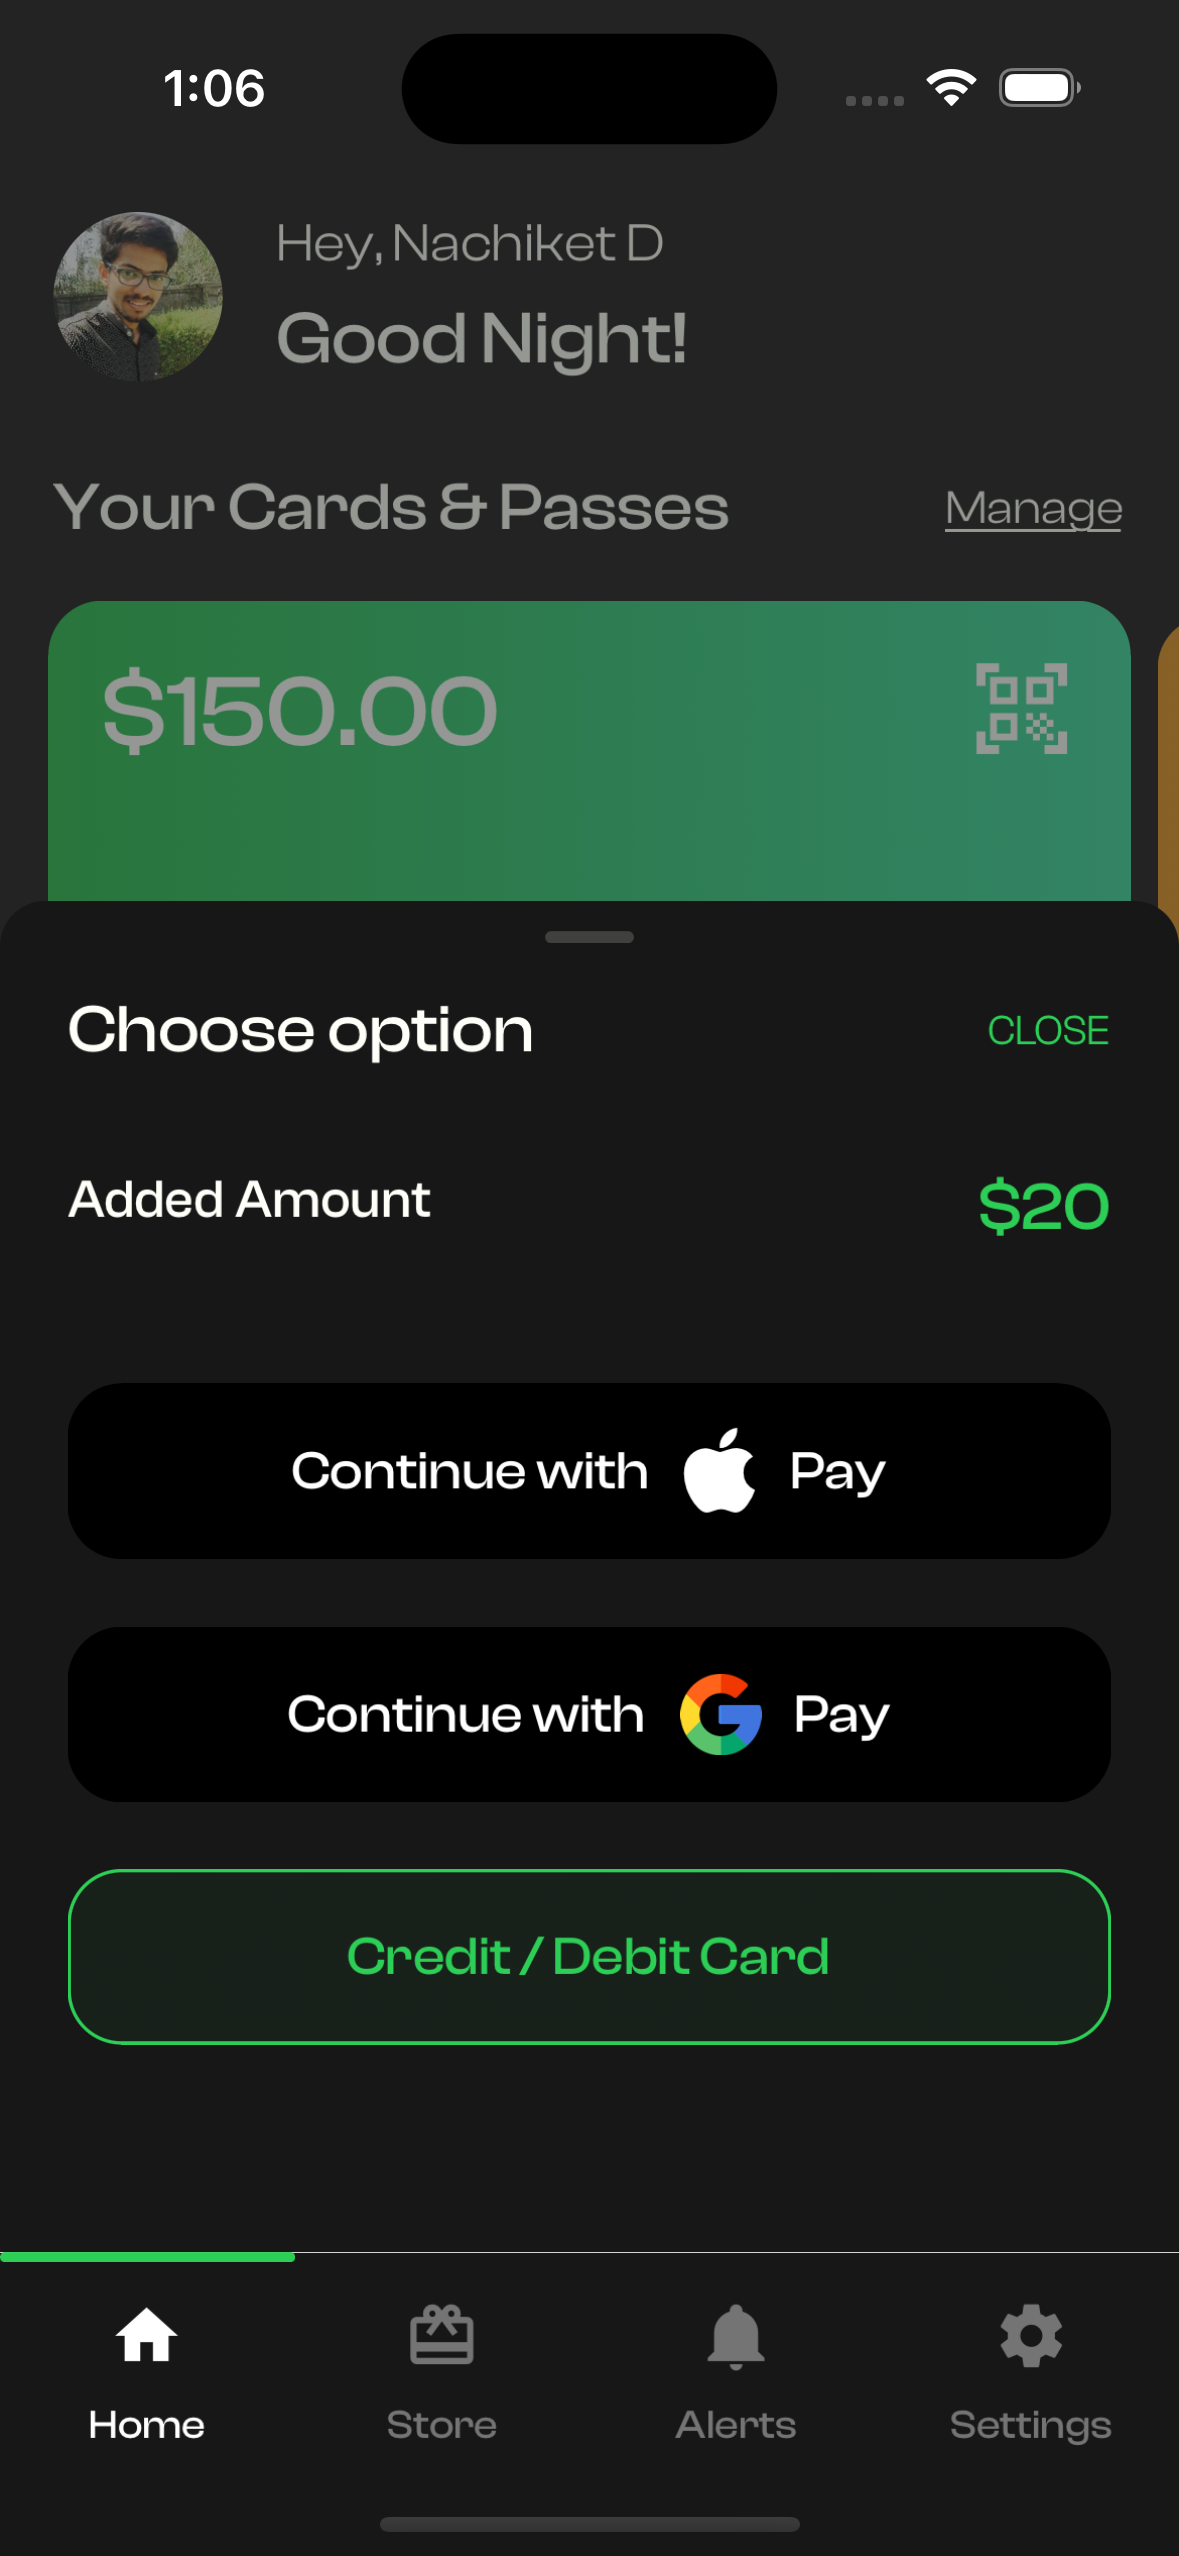 1:06
Hey, Nachiket D
Good Night!
Your Cards & Passes
Manage
$150.00
Choose option
CLOSE
Added Amount
$20
Continue with Pay
Continue with G Pay
Credit / Debit Card
Home
Store
Alerts
Settings